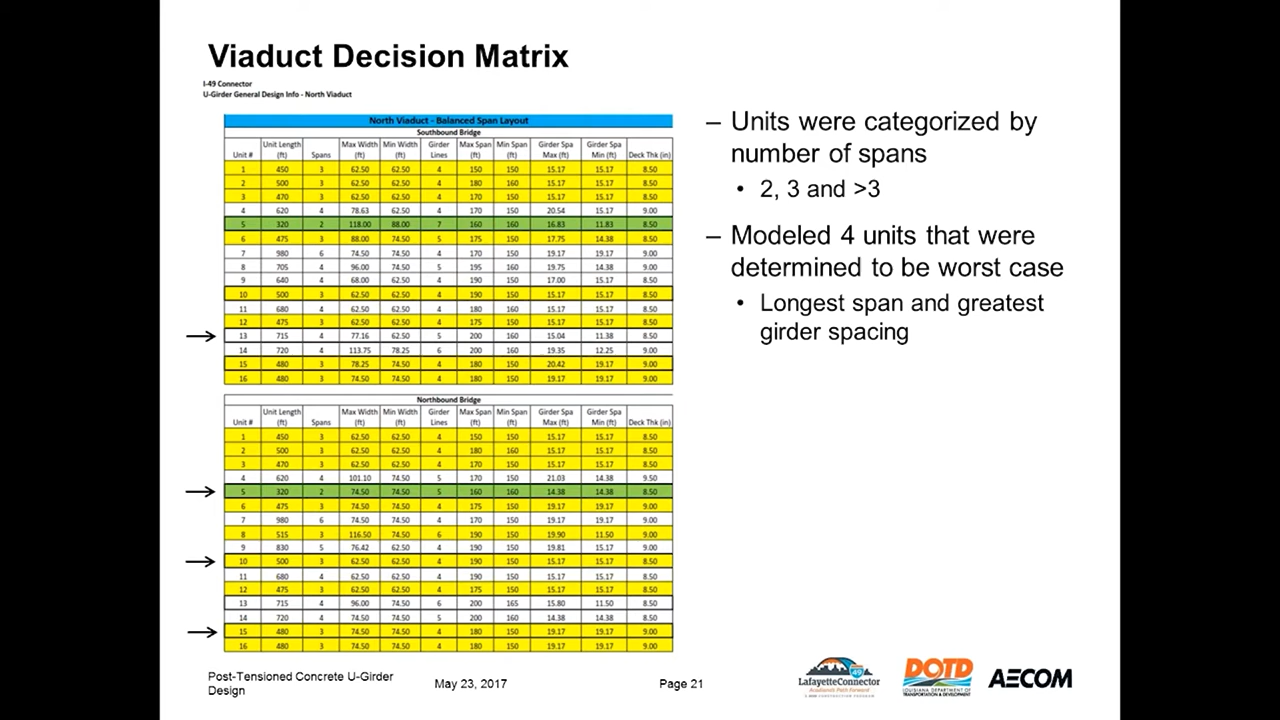 Viaduct Decision Matrix
I-49 Connector
U-Girder General Design Info - North Viaduct
North Viaduct - Balanced Span Layout
Southbound Bridge
Unit # Unit Length (ft) Spans Max Width (ft) Min Width (ft) Girder Lines Max Span (ft) Min Span (ft) Girder Spa Max (ft) Girder Spa Min (ft) Deck Thk (in)
1 450 3 62.50 62.50 4 150 150 15.17 15.17 8.50
2 500 3 62.50 62.50 4 180 160 15.17 15.17 8.50
3 470 3 62.50 62.50 4 170 150 15.17 15.17 8.50
4 620 4 78.63 62.50 4 170 150 20.54 15.17 9.00
5 320 2 118.00 88.00 7 160 160 16.83 11.83 8.50
6 475 3 88.00 74.50 5 175 150 17.75 14.38 8.50
7 980 6 74.50 74.50 4 170 150 19.17 19.17 9.00
8 705 4 96.00 74.50 5 195 160 19.75 14.38 9.00
9 640 4 68.00 62.50 4 190 150 17.00 15.17 8.50
10 500 3 62.50 62.50 4 190 150 15.17 15.17 8.50
11 680 4 62.50 62.50 4 180 160 15.17 15.17 8.50
12 475 3 62.50 62.50 4 175 150 15.17 15.17 8.50
13 715 4 77.16 62.50 5 200 160 15.04 11.38 8.50
14 720 4 113.75 78.25 6 200 160 19.35 12.25 9.00
15 480 3 78.25 74.50 4 180 150 20.42 19.17 9.00
16 480 3 74.50 74.50 4 180 150 19.17 19.17 9.00
Northbound Bridge
Unit # Unit Length (ft) Spans Max Width (ft) Min Width (ft) Girder Lines Max Span (ft) Min Span (ft) Girder Spa Max (ft) Girder Spa Min (ft) Deck Thk (in)
1 450 3 62.50 62.50 4 150 150 15.17 15.17 8.50
2 500 3 62.50 62.50 4 180 160 15.17 15.17 8.50
3 470 3 62.50 62.50 4 170 150 15.17 15.17 8.50
4 620 4 101.10 74.50 5 170 150 21.03 14.38 9.50
5 320 2 74.50 74.50 5 160 160 14.38 14.38 8.50
6 475 3 74.50 74.50 4 175 150 19.17 19.17 9.00
7 980 6 74.50 74.50 4 170 150 19.17 19.17 9.00
8 515 3 116.50 74.50 6 190 150 19.90 11.50 9.00
9 830 5 76.42 62.50 4 190 150 19.81 15.17 9.00
10 500 3 62.50 62.50 4 190 150 15.17 15.17 8.50
11 680 4 62.50 62.50 4 190 150 15.17 15.17 8.50
12 475 3 62.50 62.50 4 175 150 15.17 15.17 8.50
13 715 4 96.00 74.50 6 200 165 15.80 11.50 8.50
14 720 4 74.50 74.50 5 200 160 14.38 14.38 8.50
15 480 3 74.50 74.50 4 180 150 19.17 19.17 9.00
16 480 3 74.50 74.50 4 180 150 19.17 19.17 9.00
– Units were categorized by
number of spans
• 2, 3 and >3
– Modeled 4 units that were
determined to be worst case
• Longest span and greatest
girder spacing
Post-Tensioned Concrete U-Girder
Design
May 23, 2017
Page 21
LafayetteConnector
Acadiana's Path Forward
DOTD
LOUISIANA DEPARTMENT OF
TRANSPORTATION & DEVELOPMENT
AECOM